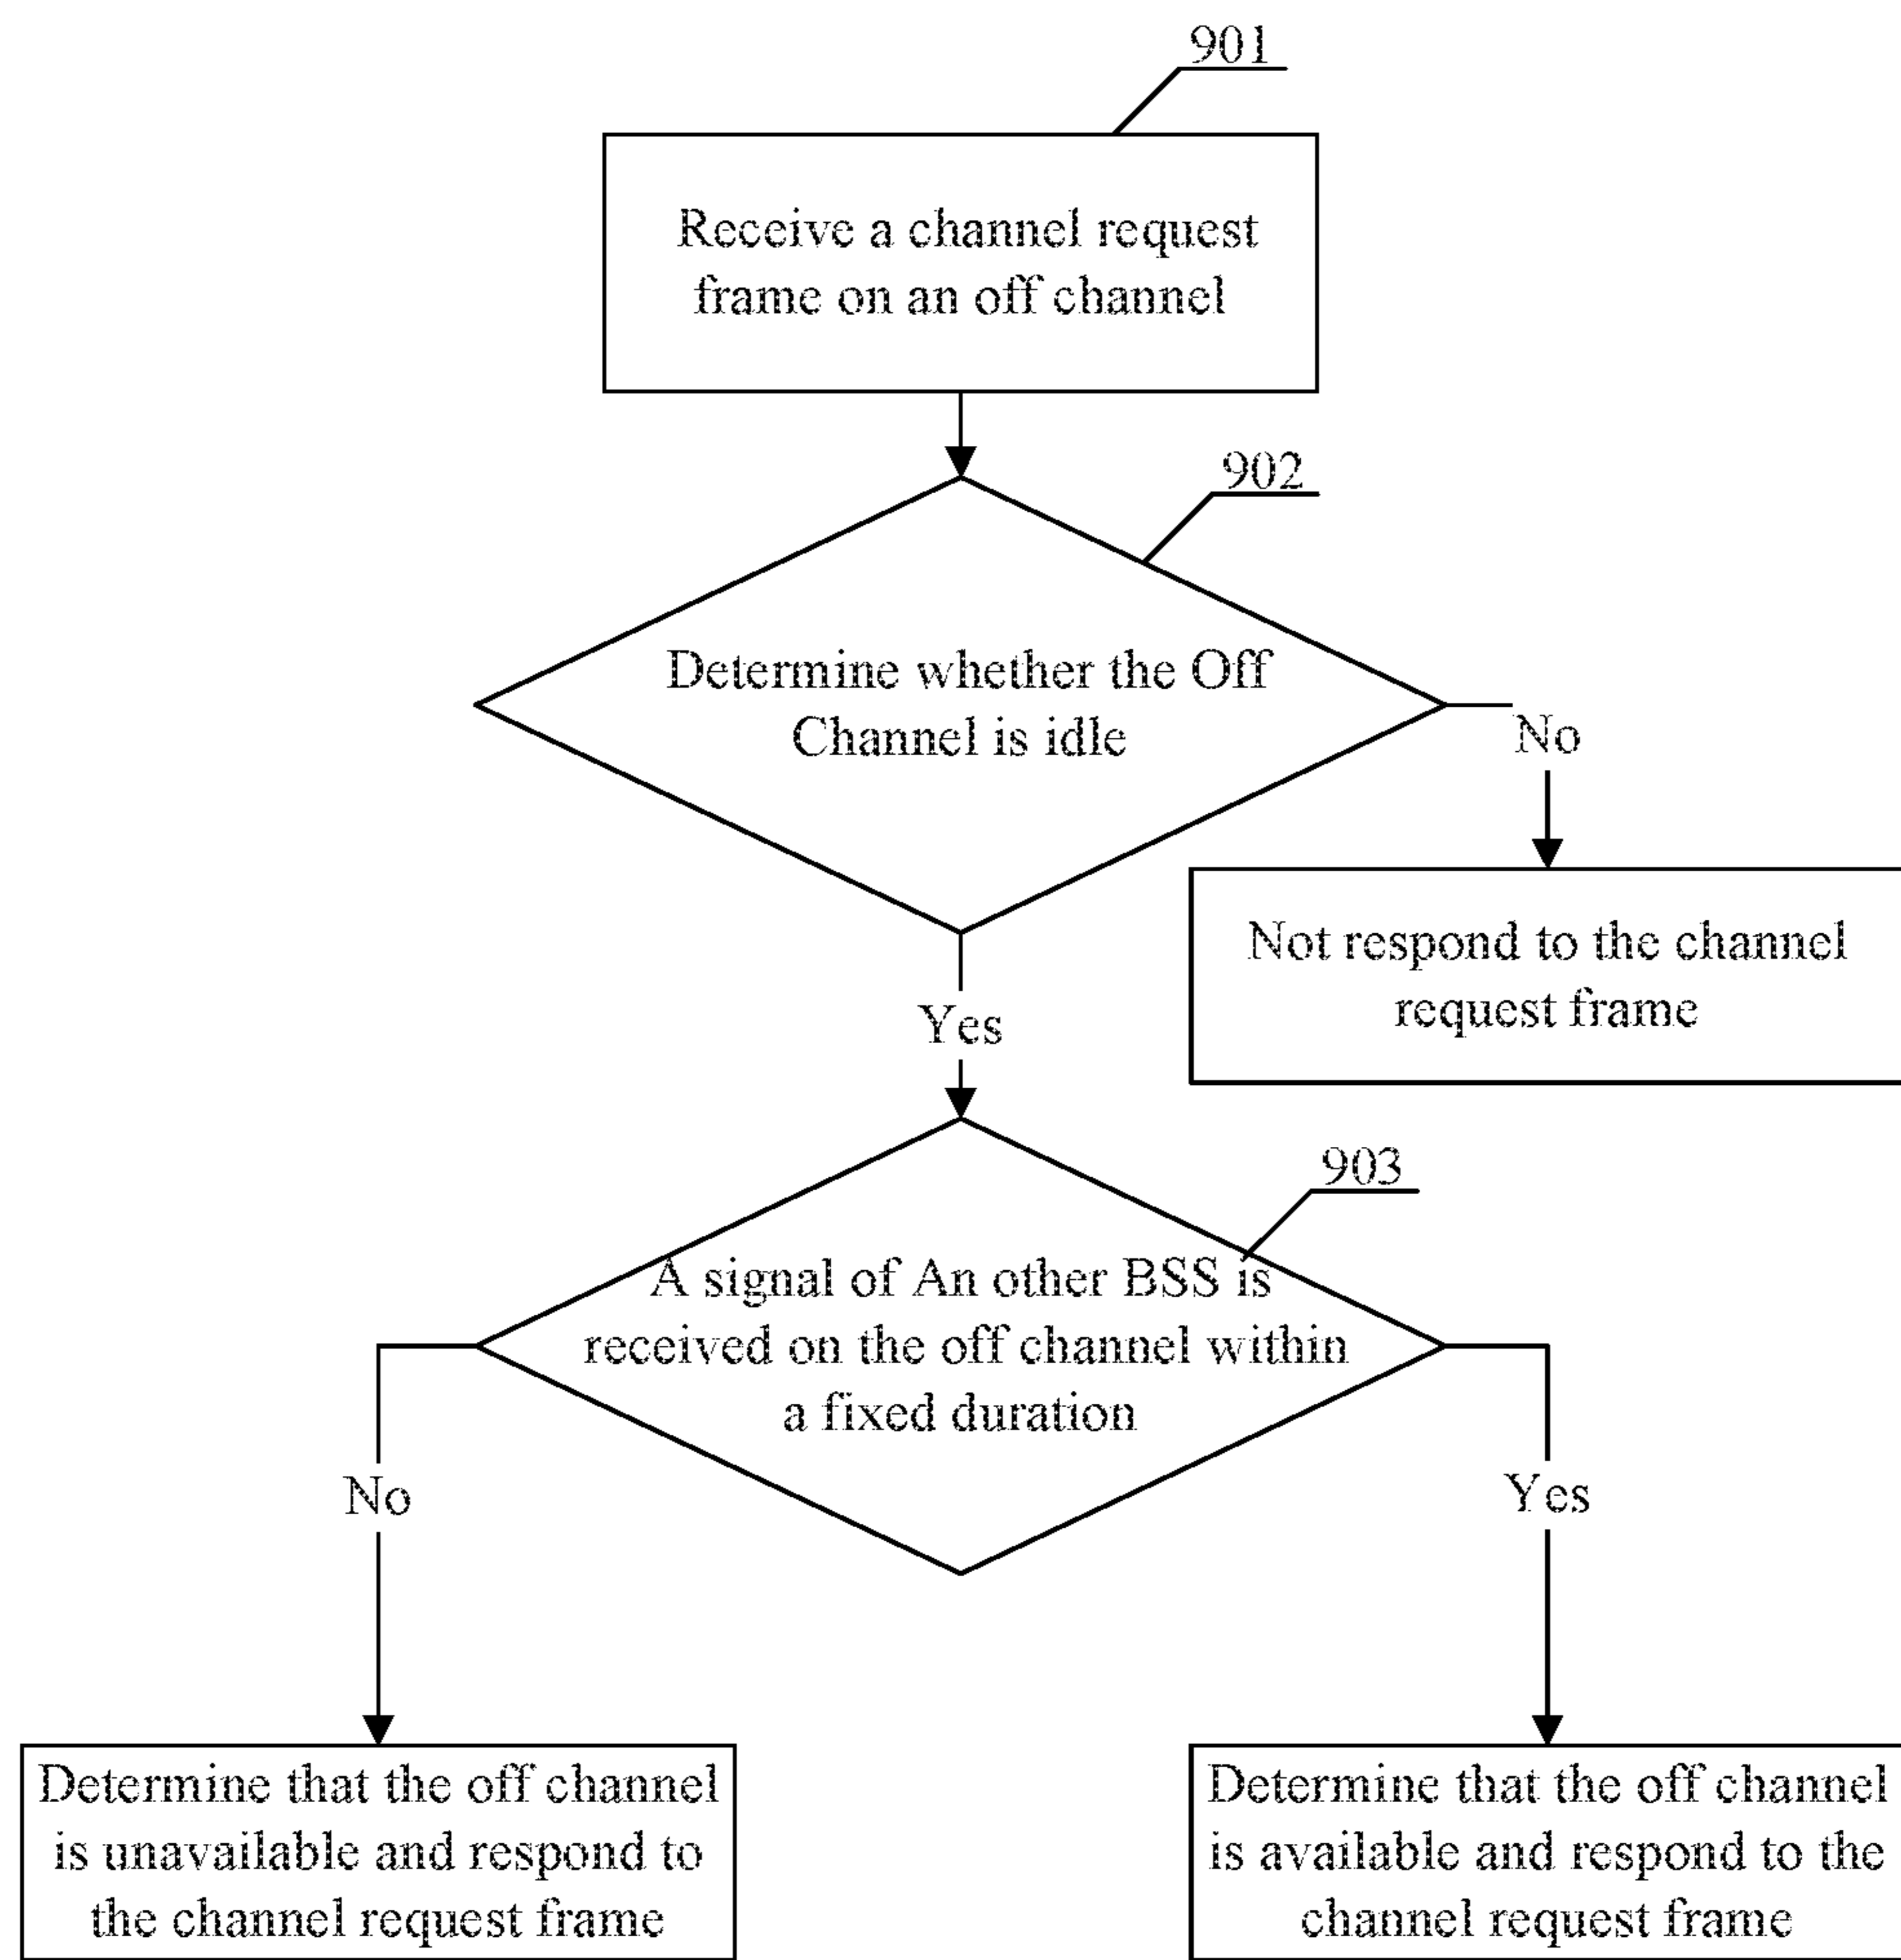 901
Receive a channel request
frame on an off channel
902
Determine whether the Off
Channel is idle
No
Not respond to the channel
request frame
Yes
903
A signal of An other BSS is
received on the off channel within
a fixed duration
No
Yes
Determine that the off channel
is unavailable and respond to
the channel request frame
Determine that the off channel
is available and respond to the
channel request frame